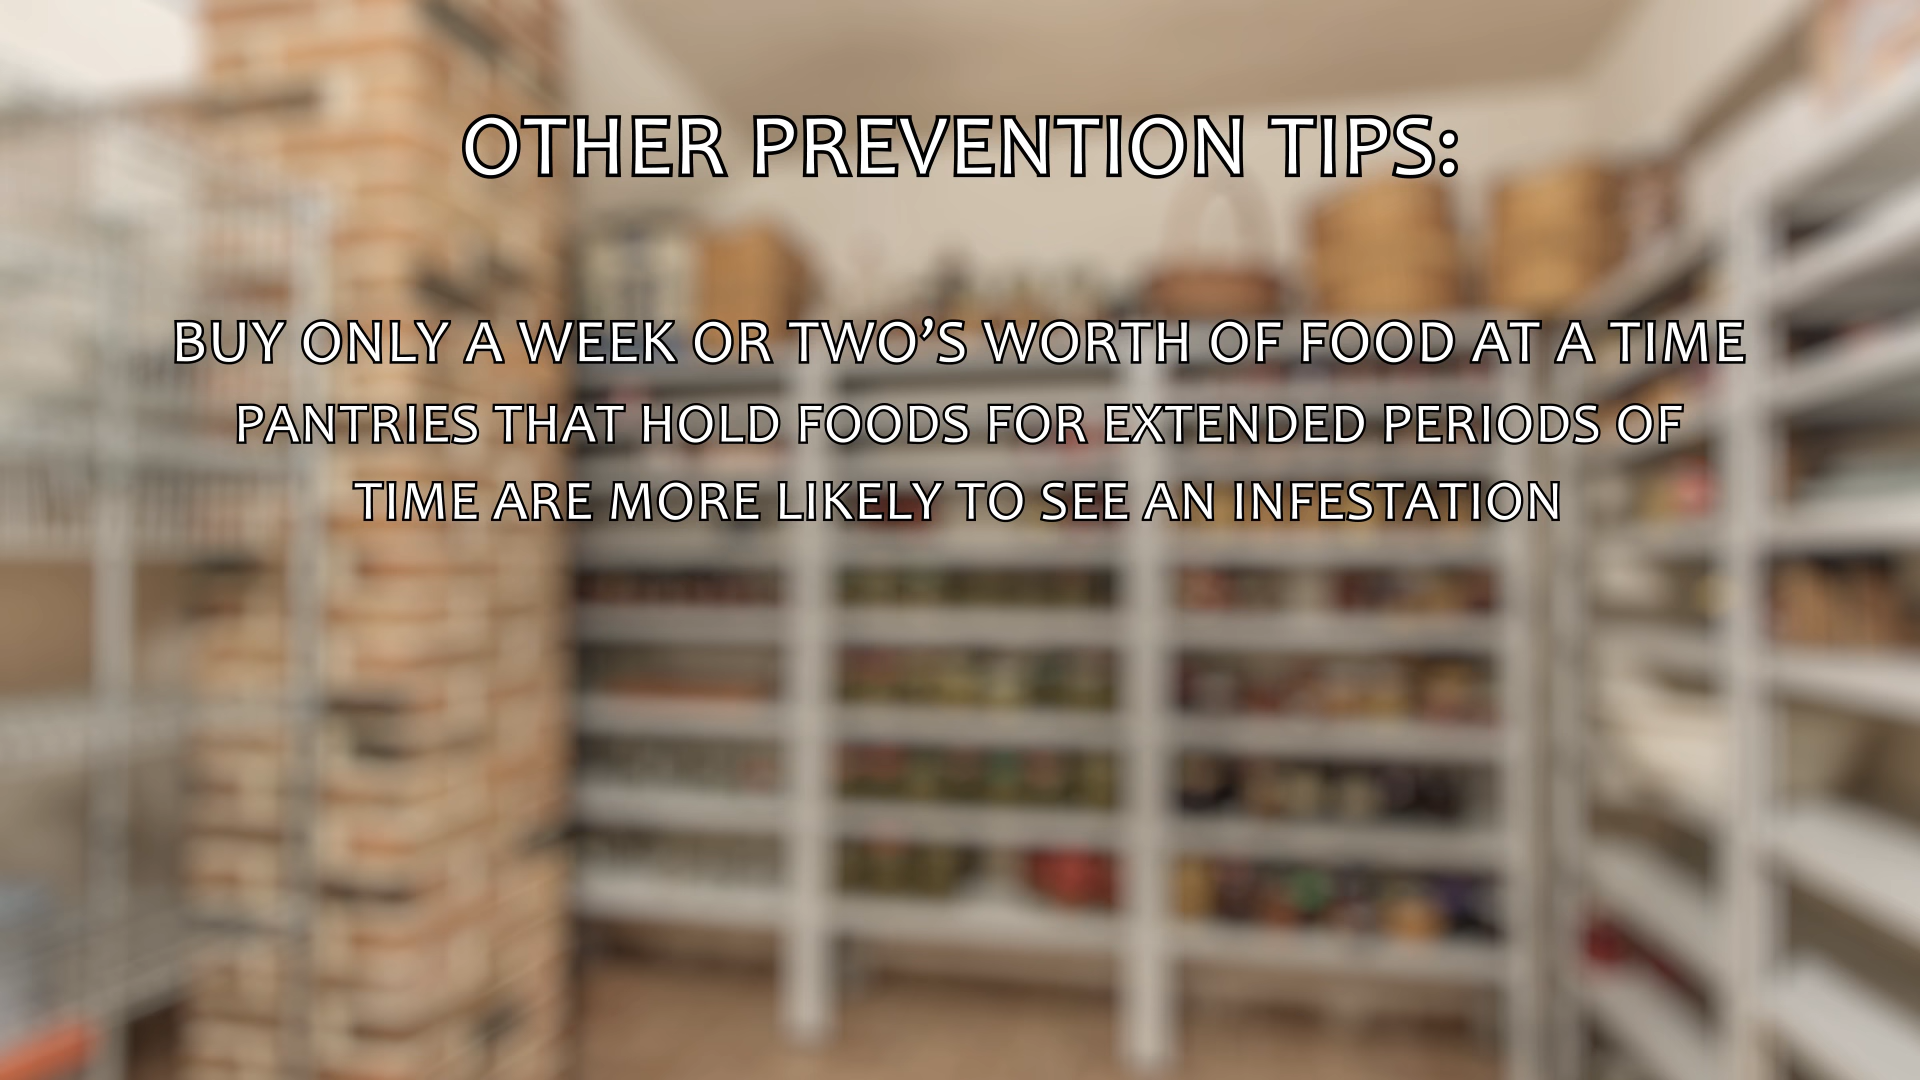 OTHER PREVENTION TIPS:
BUY ONLY A WEEK OR TWO’S WORTH OF FOOD AT A TIME
PANTRIES THAT HOLD FOODS FOR EXTENDED PERIODS OF
TIME ARE MORE LIKELY TO SEE AN INFESTATION